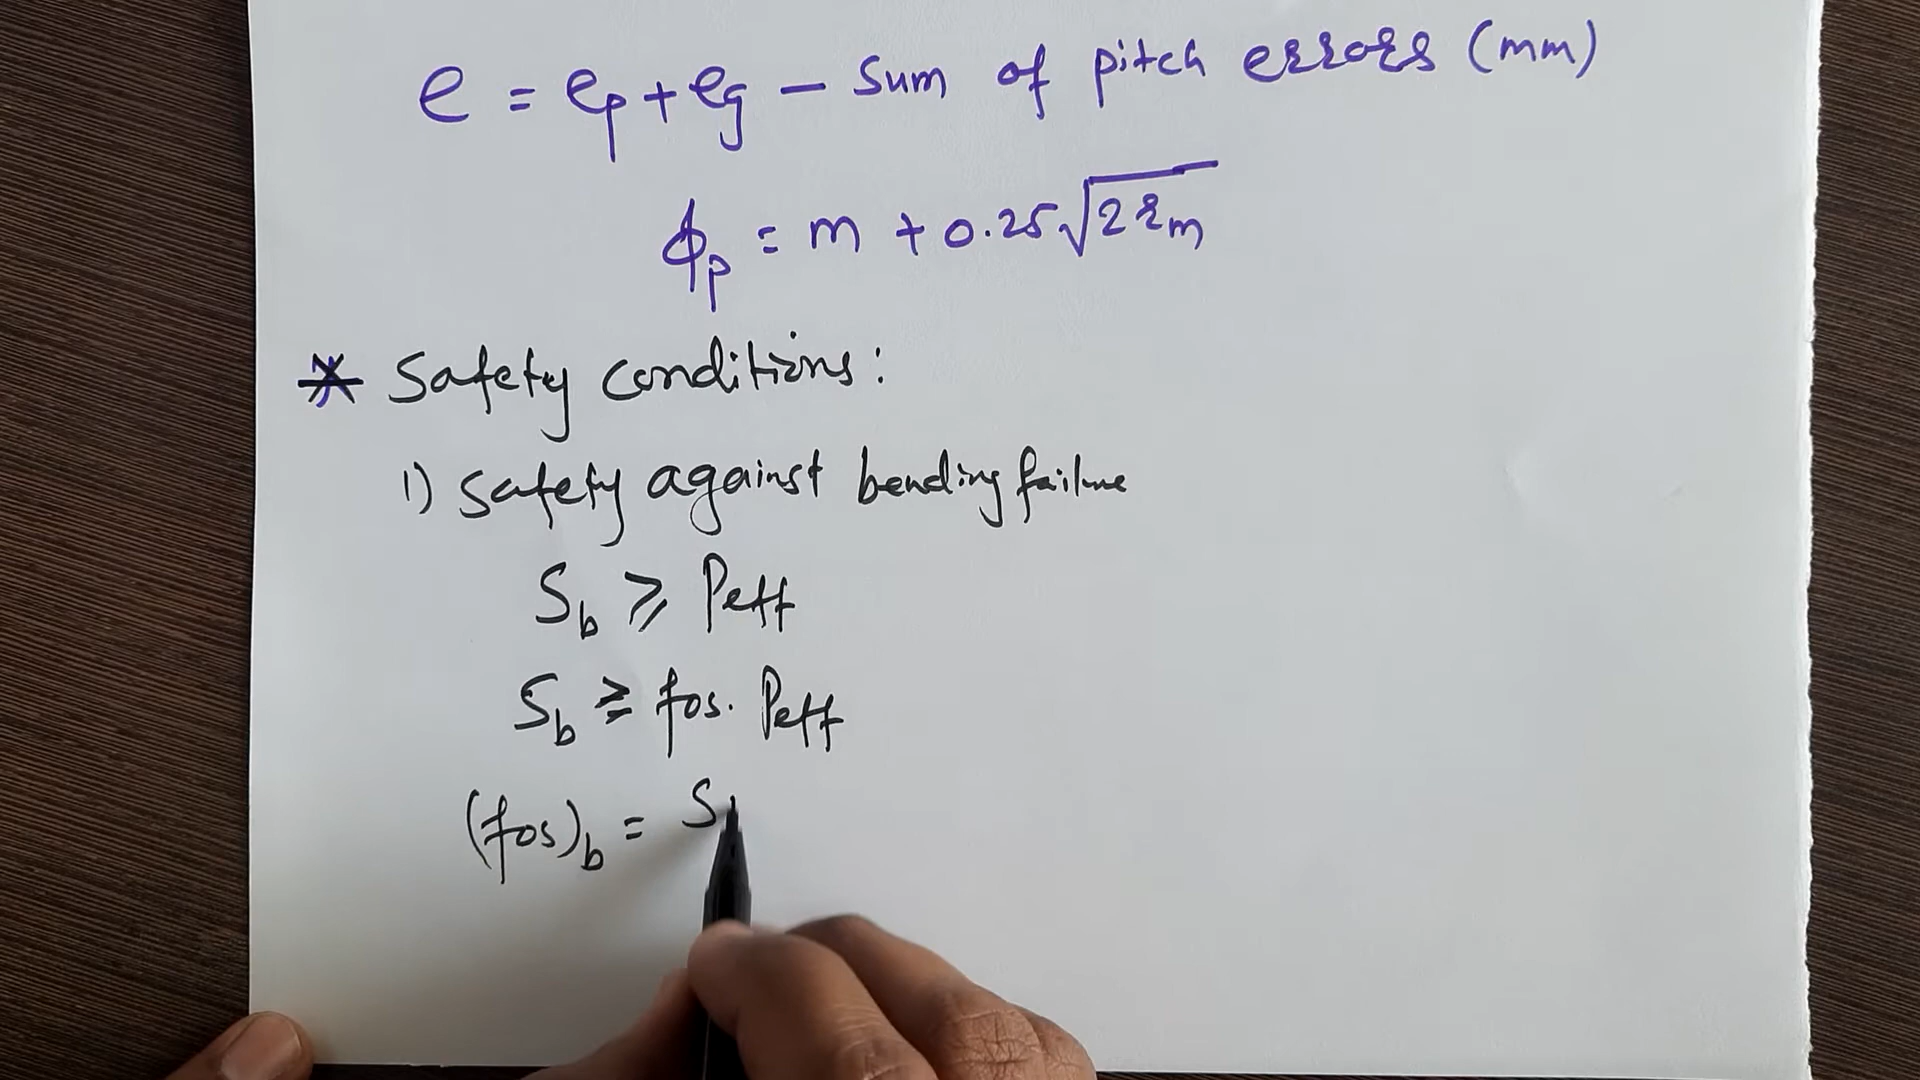 e = ep + eg – Sum of pitch errors (mm)
ϕp = m + 0.25√2rm
* Safety conditions:
1) Safety against bending failure
Sb ⩾ Peff
Sb ≥ fos. Peff
(fos)b = S